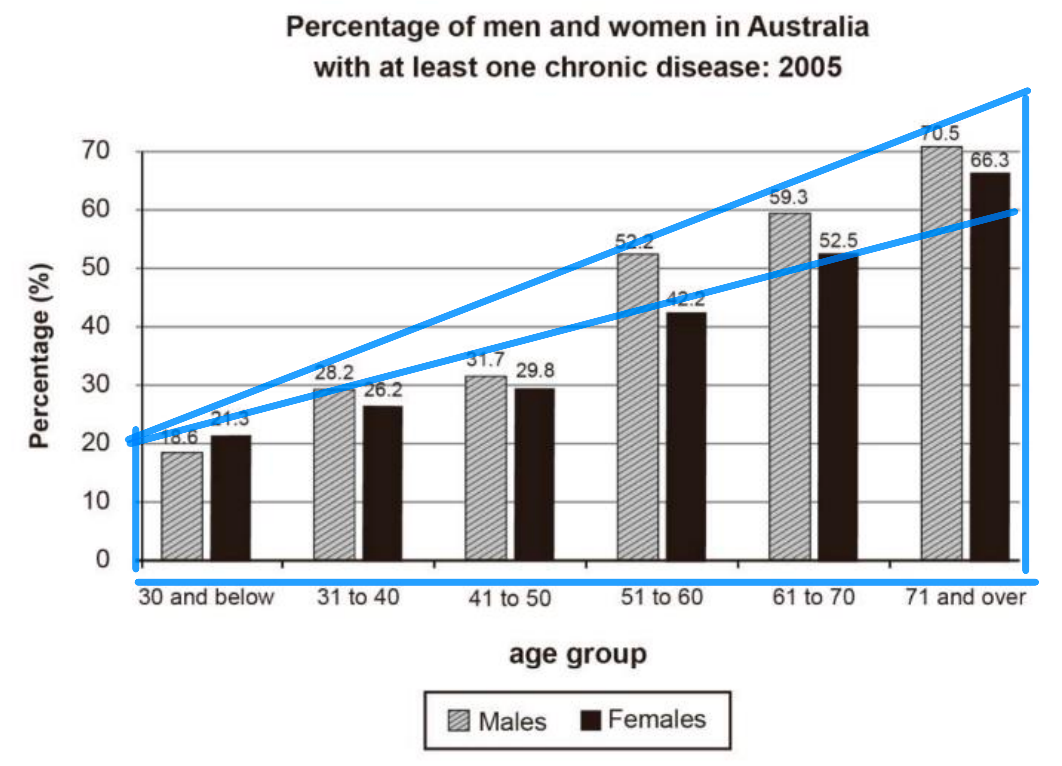 Percentage of men and women in Australia
with at least one chronic disease: 2005
Percentage (%)
70
60
50
40
30
20
10
0
18.6
21.3
28.2
26.2
31.7
29.8
52.2
42.2
59.3
52.5
70.5
66.3
30 and below
31 to 40
41 to 50
51 to 60
61 to 70
71 and over
age group
Males
Females